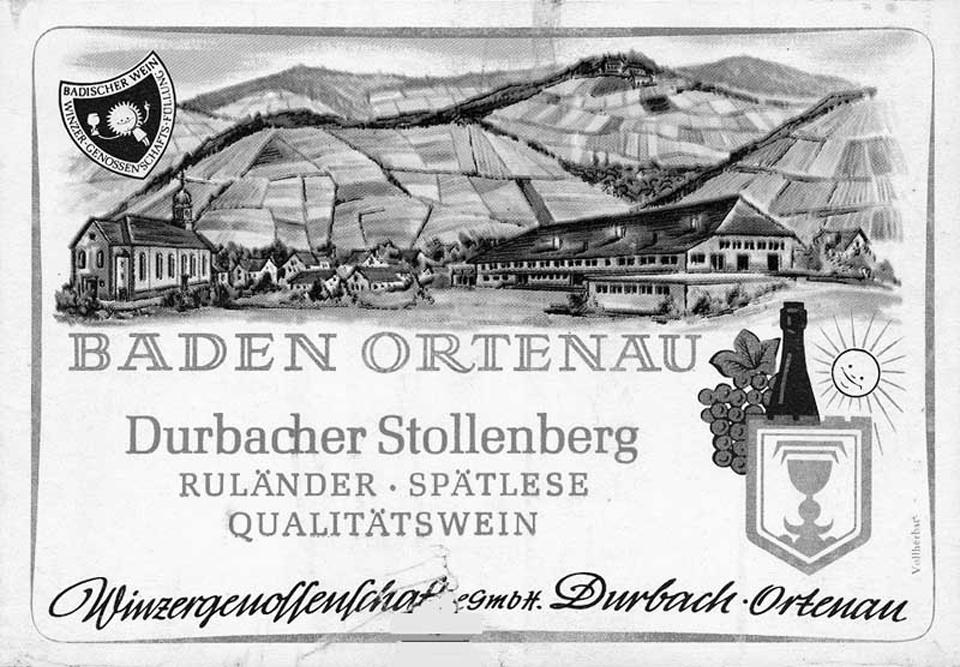 BADISCHER WEIN
WINZER·GENOSSENSCHAFTS·FÜLLUNG
BADEN ORTENAU
Durbacher Stollenberg
RULÄNDER · SPÄTLESE
QUALITÄTSWEIN
Winzergenoſſenſchaft eGmbH. Durbach·Ortenau
Vollherbst